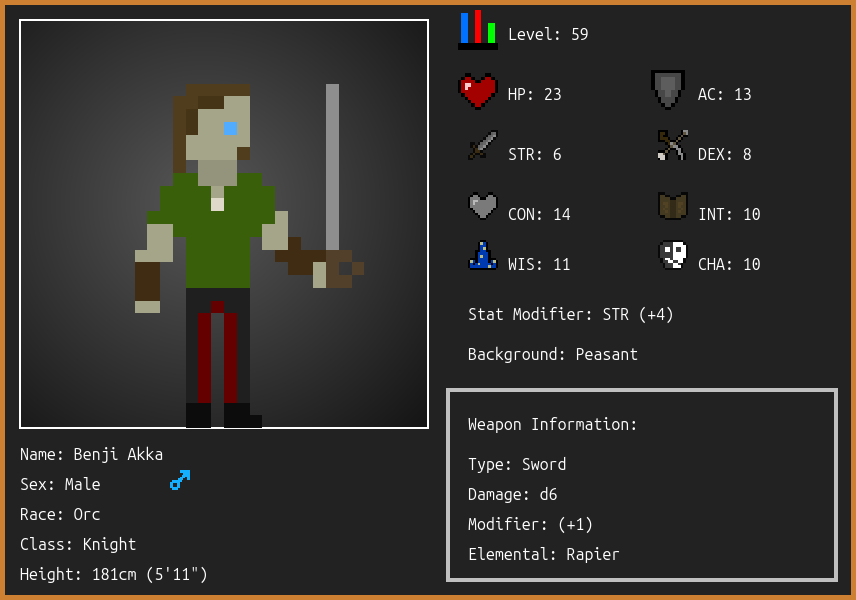 Level: 59
HP: 23
AC: 13
STR: 6
DEX: 8
CON: 14
INT: 10
WIS: 11
CHA: 10
Stat Modifier: STR (+4)
Background: Peasant
Weapon Information:
Type: Sword
Damage: d6
Modifier: (+1)
Elemental: Rapier
Name: Benji Akka
Sex: Male
Race: Orc
Class: Knight
Height: 181cm (5'11")